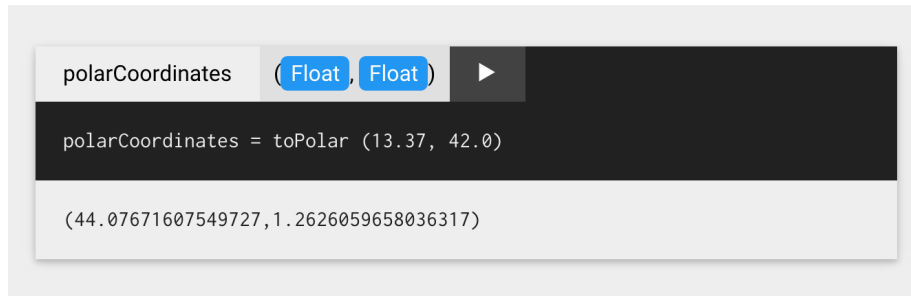 polarCoordinates (Float, Float)
polarCoordinates = toPolar (13.37, 42.0)
(44.07671607549727,1.2626059658036317)